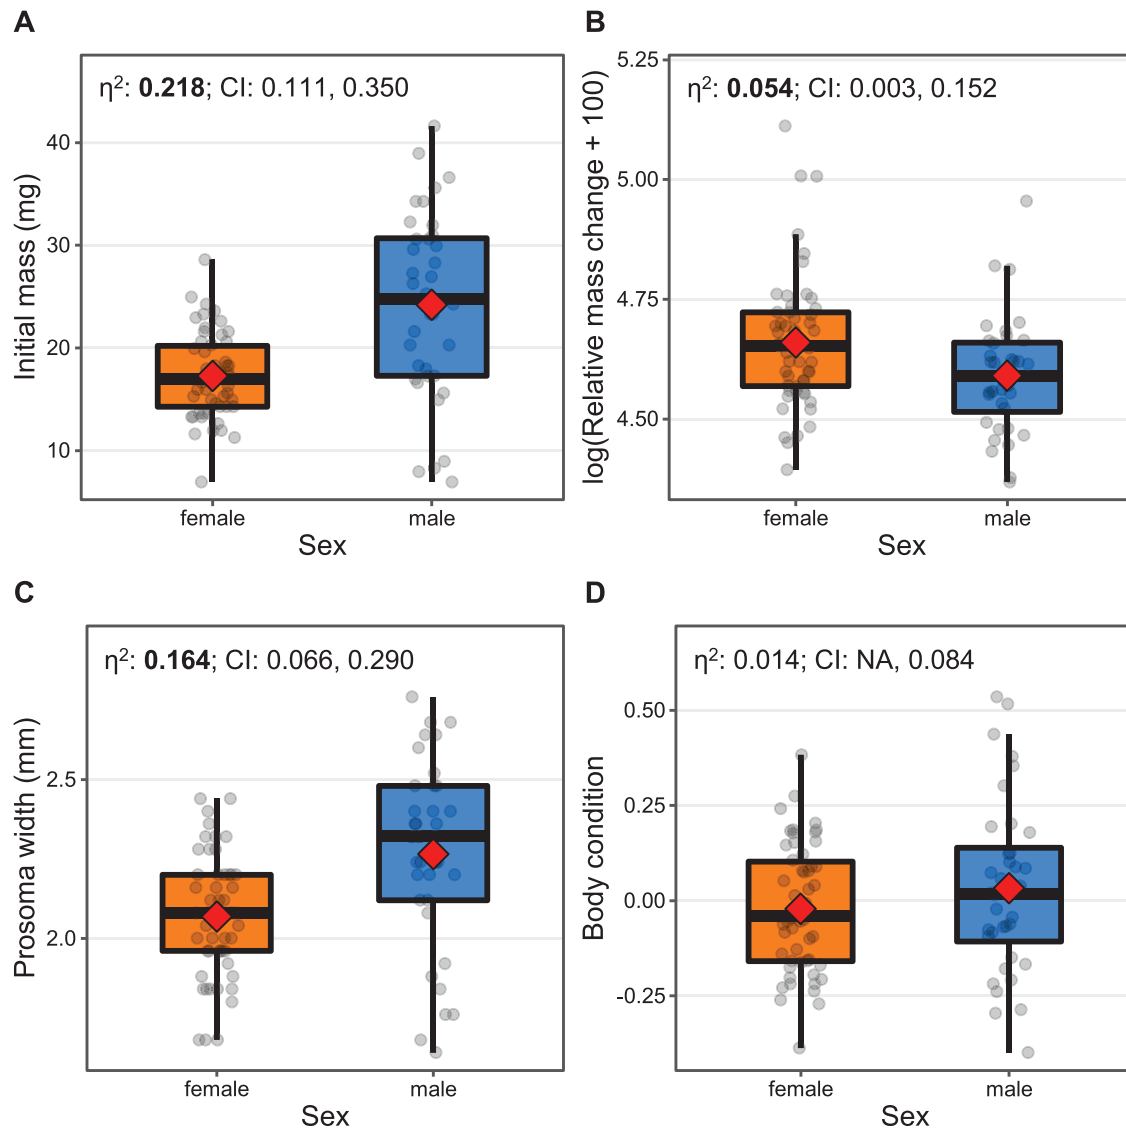 A
η²: 0.218; CI: 0.111, 0.350
Initial mass (mg)
40
30
20
10
female
male
Sex
B
η²: 0.054; CI: 0.003, 0.152
log(Relative mass change + 100)
5.25
5.00
4.75
4.50
female
male
Sex
C
η²: 0.164; CI: 0.066, 0.290
Prosoma width (mm)
2.5
2.0
female
male
Sex
D
η²: 0.014; CI: NA, 0.084
Body condition
0.50
0.25
0.00
-0.25
female
male
Sex